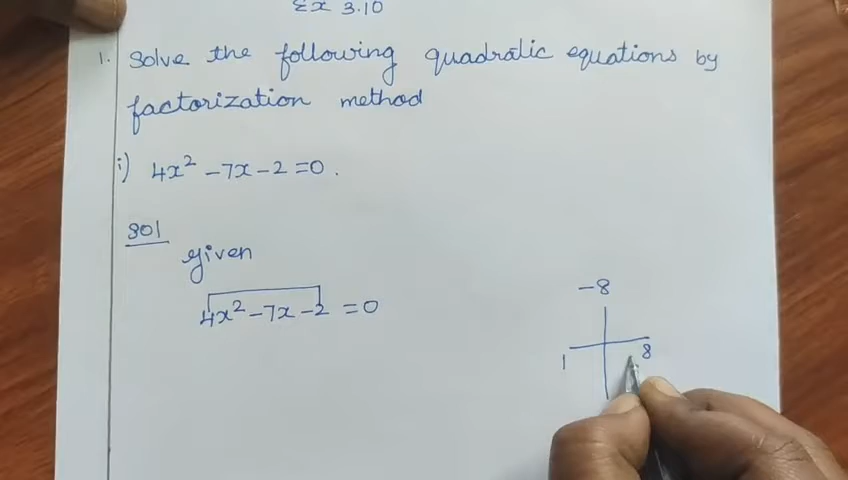 Ex 3.10
1. Solve the following quadratic equations by
factorization method
i) 4x² - 7x - 2 = 0.
Sol
given
4x² - 7x - 2 = 0
-8
1 8